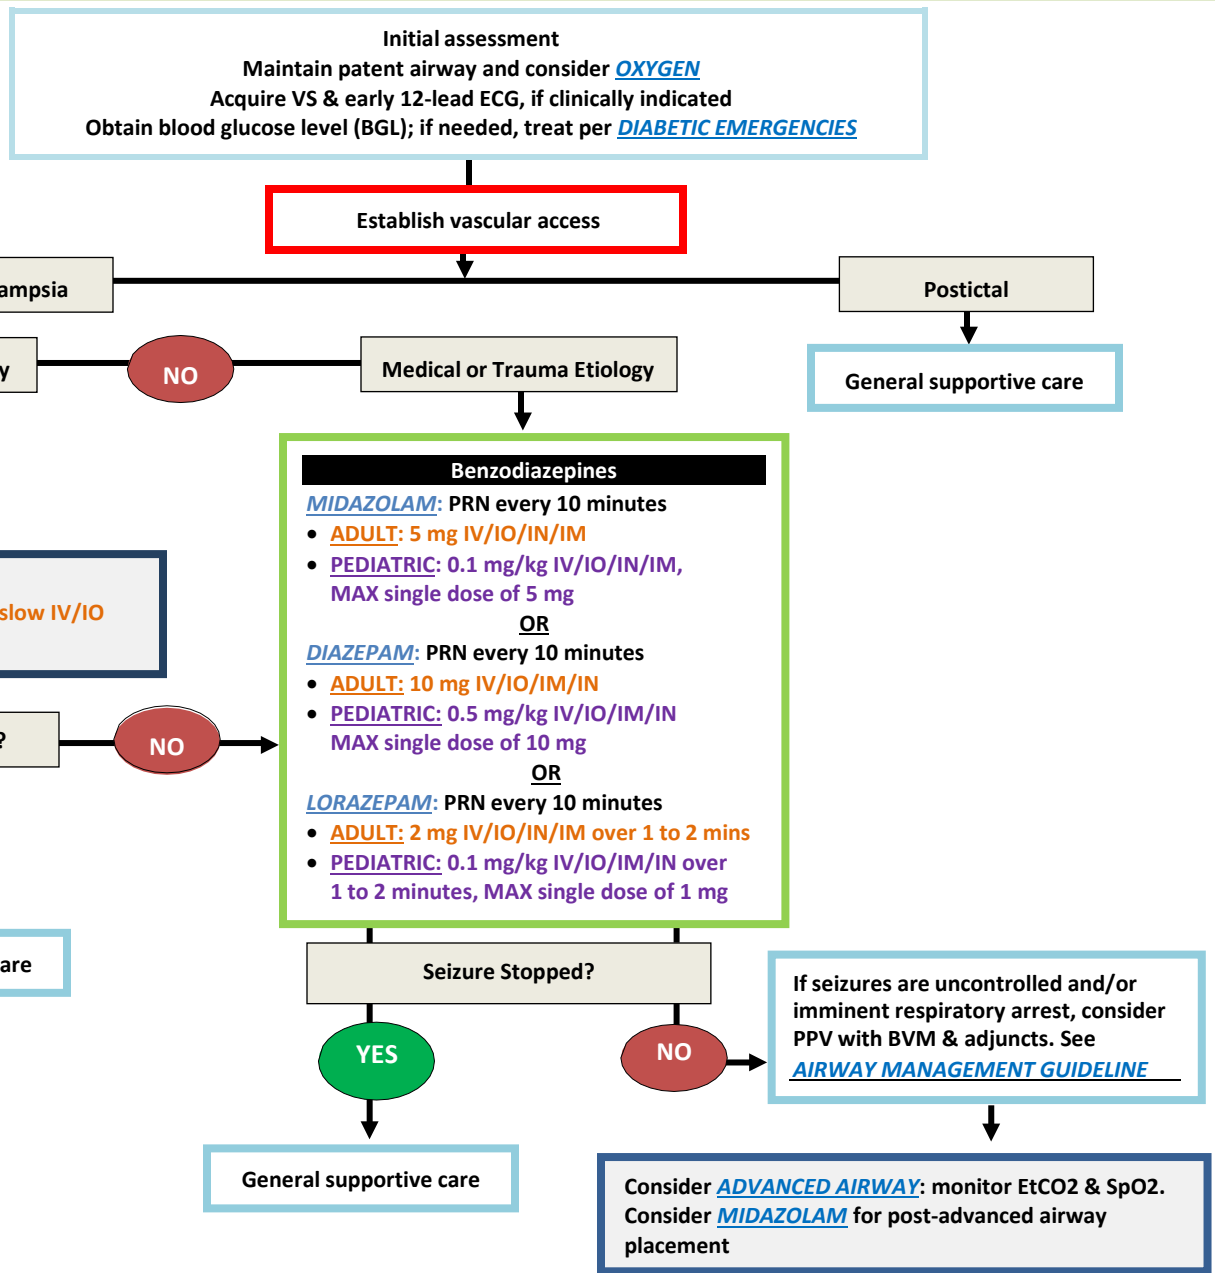 Initial assessment
Maintain patent airway and consider OXYGEN
Acquire VS & early 12-lead ECG, if clinically indicated
Obtain blood glucose level (BGL); if needed, treat per DIABETIC EMERGENCIES
Establish vascular access
ampsia
Postictal
y
NO
Medical or Trauma Etiology
General supportive care
Benzodiazepines
MIDAZOLAM: PRN every 10 minutes
• ADULT: 5 mg IV/IO/IN/IM
• PEDIATRIC: 0.1 mg/kg IV/IO/IN/IM,
MAX single dose of 5 mg
OR
DIAZEPAM: PRN every 10 minutes
• ADULT: 10 mg IV/IO/IM/IN
• PEDIATRIC: 0.5 mg/kg IV/IO/IM/IN
MAX single dose of 10 mg
OR
LORAZEPAM: PRN every 10 minutes
• ADULT: 2 mg IV/IO/IN/IM over 1 to 2 mins
• PEDIATRIC: 0.1 mg/kg IV/IO/IM/IN over
1 to 2 minutes, MAX single dose of 1 mg
slow IV/IO
?
NO
are
Seizure Stopped?
YES
NO
General supportive care
If seizures are uncontrolled and/or
imminent respiratory arrest, consider
PPV with BVM & adjuncts. See
AIRWAY MANAGEMENT GUIDELINE
Consider ADVANCED AIRWAY: monitor EtCO2 & SpO2.
Consider MIDAZOLAM for post-advanced airway
placement